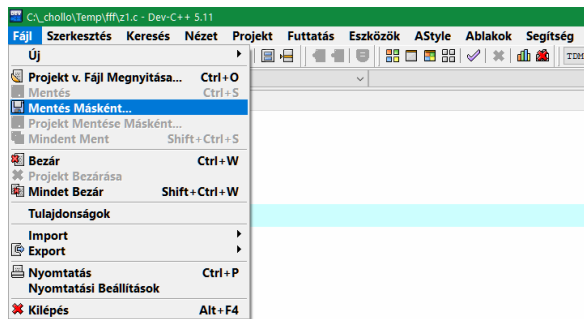 C:\_chollo\Temp\fff\z1.c - Dev-C++ 5.11
Fájl Szerkesztés Keresés Nézet Projekt Futtatás Eszközök AStyle Ablakok Segítség
Új
TDM
Projekt v. Fájl Megnyitása... Ctrl+O
Mentés Ctrl+S
Mentés Másként...
Projekt Mentése Másként...
Mindent Ment Shift+Ctrl+S
Bezár Ctrl+W
Projekt Bezárása
Mindet Bezár Shift+Ctrl+W
Tulajdonságok
Import
Export
Nyomtatás Ctrl+P
Nyomtatási Beállítások
Kilépés Alt+F4